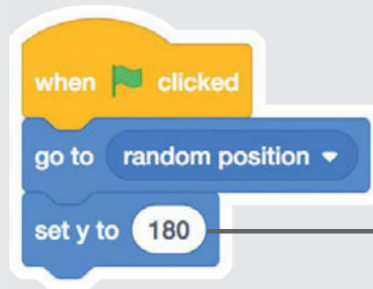 when clicked
go to random position
set y to 180